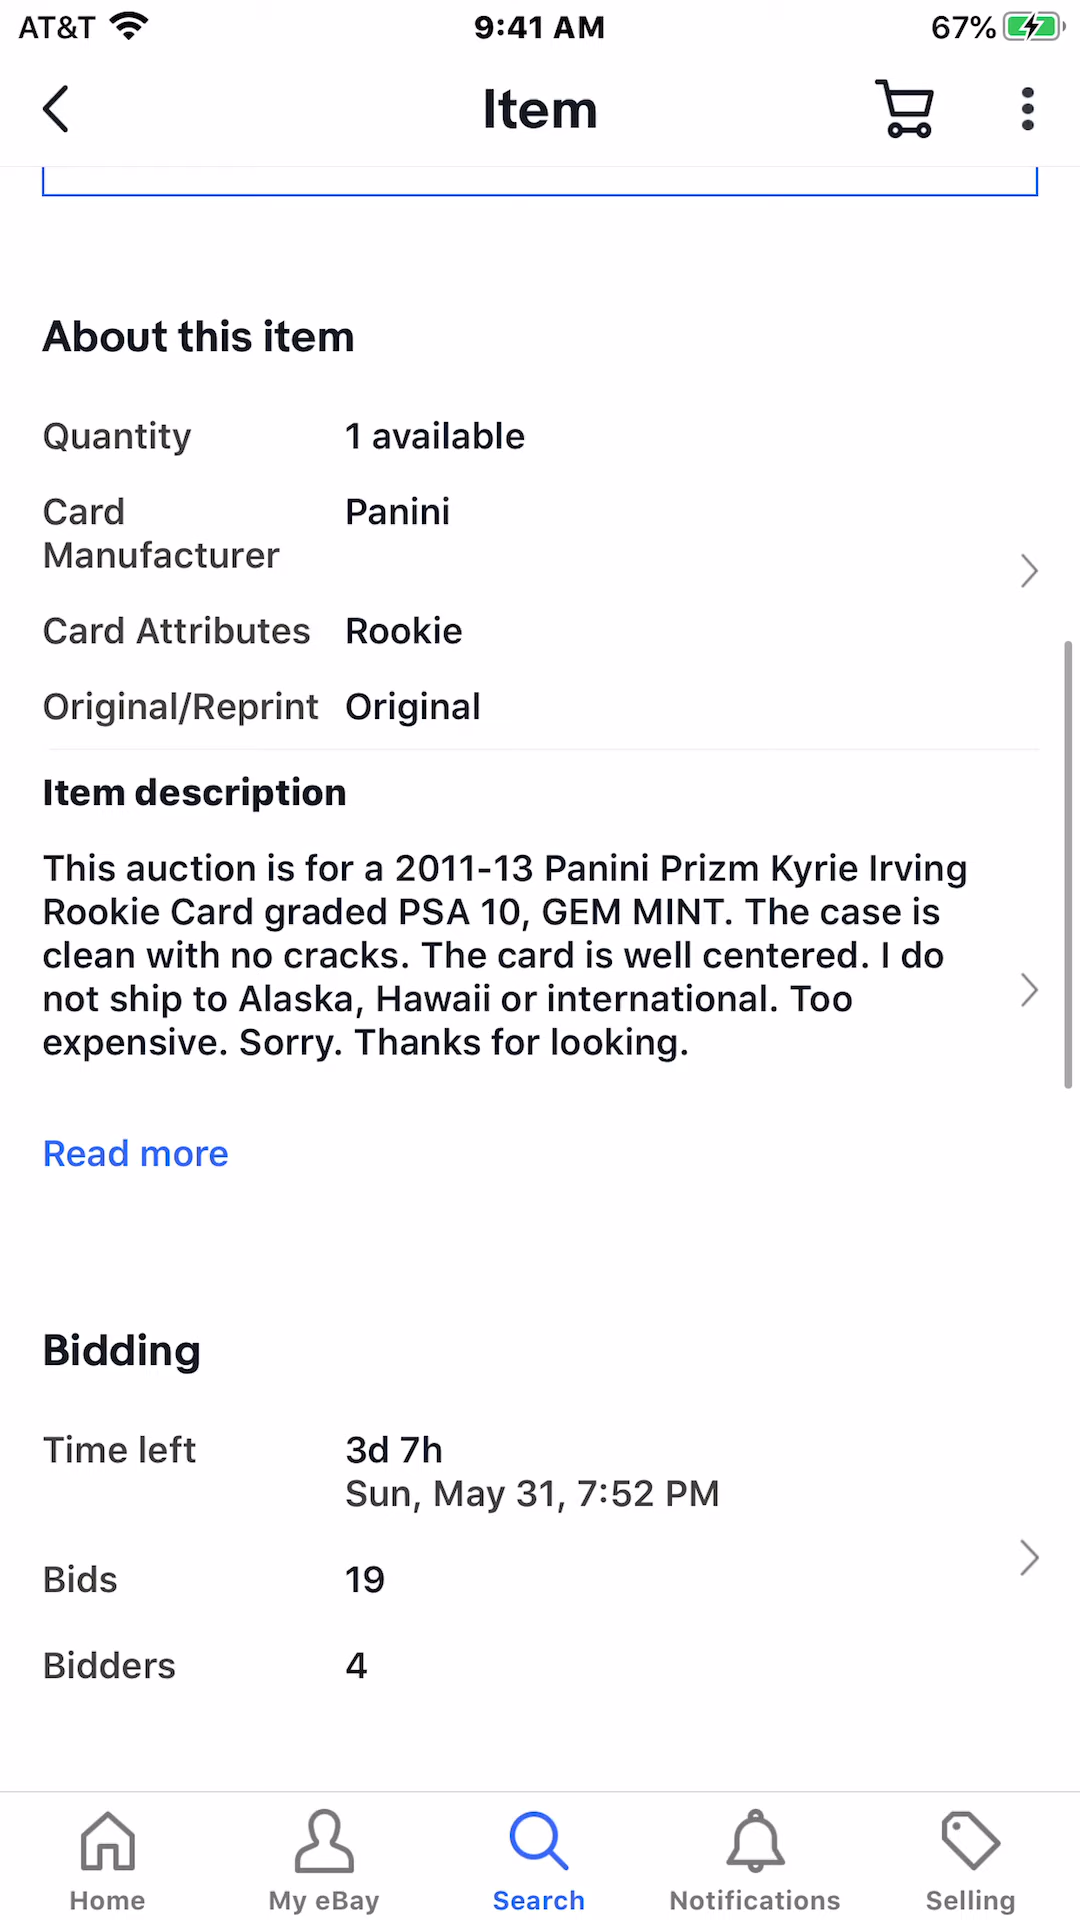 AT&T 9:41 AM 67%
Item
About this item
Quantity 1 available
Card Manufacturer Panini
Card Attributes Rookie
Original/Reprint Original
Item description
This auction is for a 2011-13 Panini Prizm Kyrie Irving
Rookie Card graded PSA 10, GEM MINT. The case is
clean with no cracks. The card is well centered. I do
not ship to Alaska, Hawaii or international. Too
expensive. Sorry. Thanks for looking.
Read more
Bidding
Time left 3d 7h
Sun, May 31, 7:52 PM
Bids 19
Bidders 4
Home My eBay Search Notifications Selling